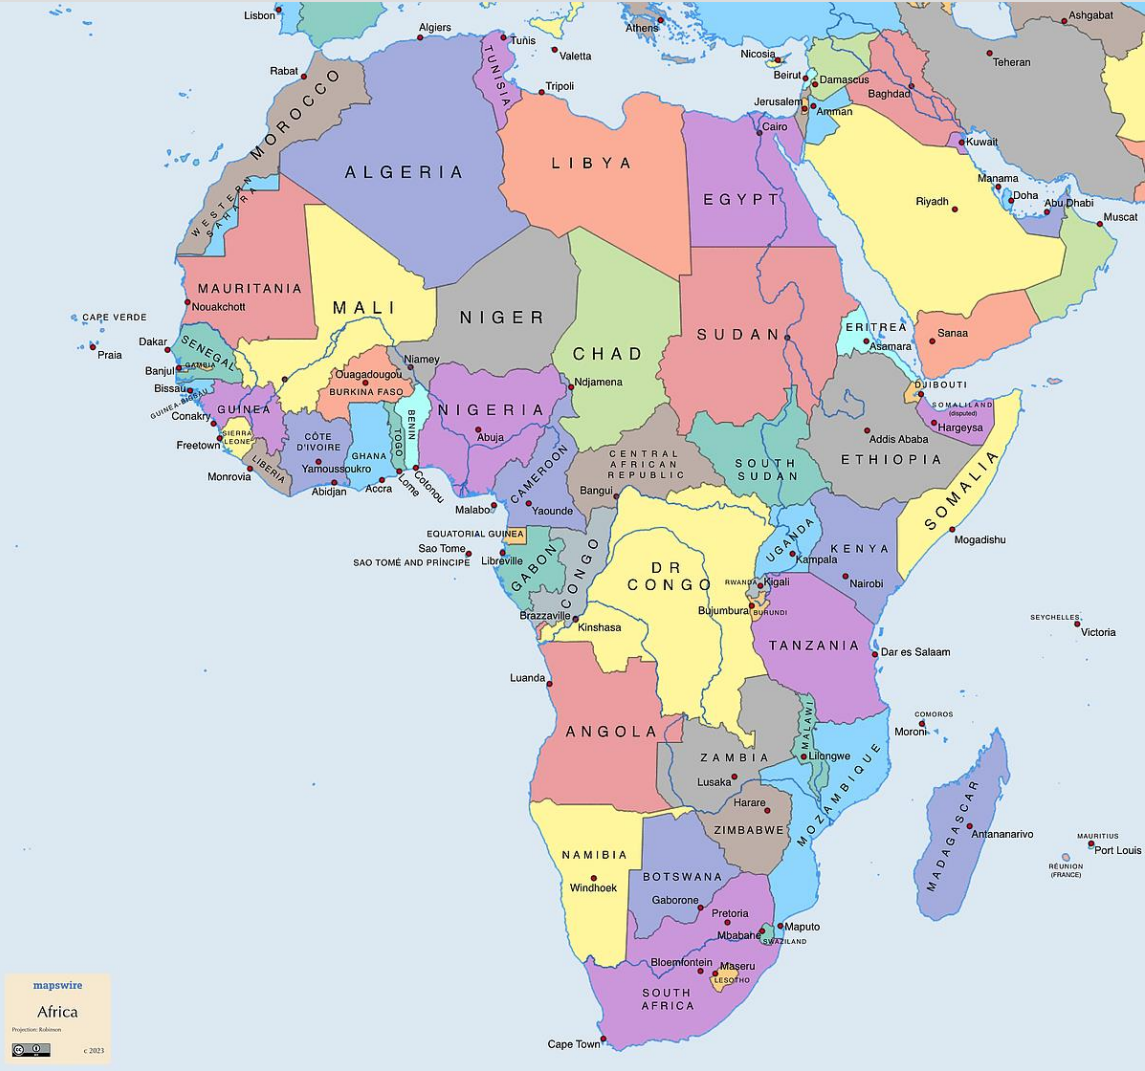 Lisbon
Algiers
Tunis
Athens
Ashgabat
Valetta
Nicosia
Teheran
Rabat
TUNISIA
Tripoli
Beirut
Damascus
Baghdad
MOROCCO
Jerusalem
Amman
Cairo
Kuwait
ALGERIA
LIBYA
EGYPT
Manama
Doha
Abu Dhabi
Riyadh
Muscat
WESTERN
SAHARA
MAURITANIA
Nouakchott
MALI
NIGER
CHAD
SUDAN
ERITREA
Asmara
Sanaa
CAPE VERDE
Praia
Dakar
SENEGAL
Banjul
GAMBIA
Bissau
GUINEA-BISSAU
Niamey
Ouagadougou
BURKINA FASO
Ndjamena
DJIBOUTI
SOMALILAND
(disputed)
Hargeysa
GUINEA
Conakry
SIERRA
LEONE
Freetown
Monrovia
LIBERIA
CÔTE
D'IVOIRE
Yamoussoukro
Abidjan
GHANA
Accra
TOGO
Lome
BENIN
Cotonou
NIGERIA
Abuja
CAMEROON
Yaounde
CENTRAL
AFRICAN
REPUBLIC
Bangui
SOUTH
SUDAN
Addis Ababa
ETHIOPIA
SOMALIA
Mogadishu
Malabo
EQUATORIAL GUINEA
Sao Tome
SAO TOMÉ AND PRÍNCIPE
Libreville
GABON
CONGO
Brazzaville
Kinshasa
DR
CONGO
UGANDA
Kampala
KENYA
Nairobi
RWANDA
Kigali
Bujumbura
BURUNDI
TANZANIA
Dar es Salaam
SEYCHELLES
Victoria
Luanda
ANGOLA
ZAMBIA
Lusaka
MALAWI
Lilongwe
COMOROS
Moroni
MOZAMBIQUE
Harare
ZIMBABWE
MADAGASCAR
Antananarivo
MAURITIUS
Port Louis
RÉUNION
(FRANCE)
NAMIBIA
Windhoek
BOTSWANA
Gaborone
Pretoria
Mbabahe
SWAZILAND
Maputo
Bloemfontein
Maseru
LESOTHO
SOUTH
AFRICA
Cape Town
mapswire
Africa
Projection: Robinson
c 2023